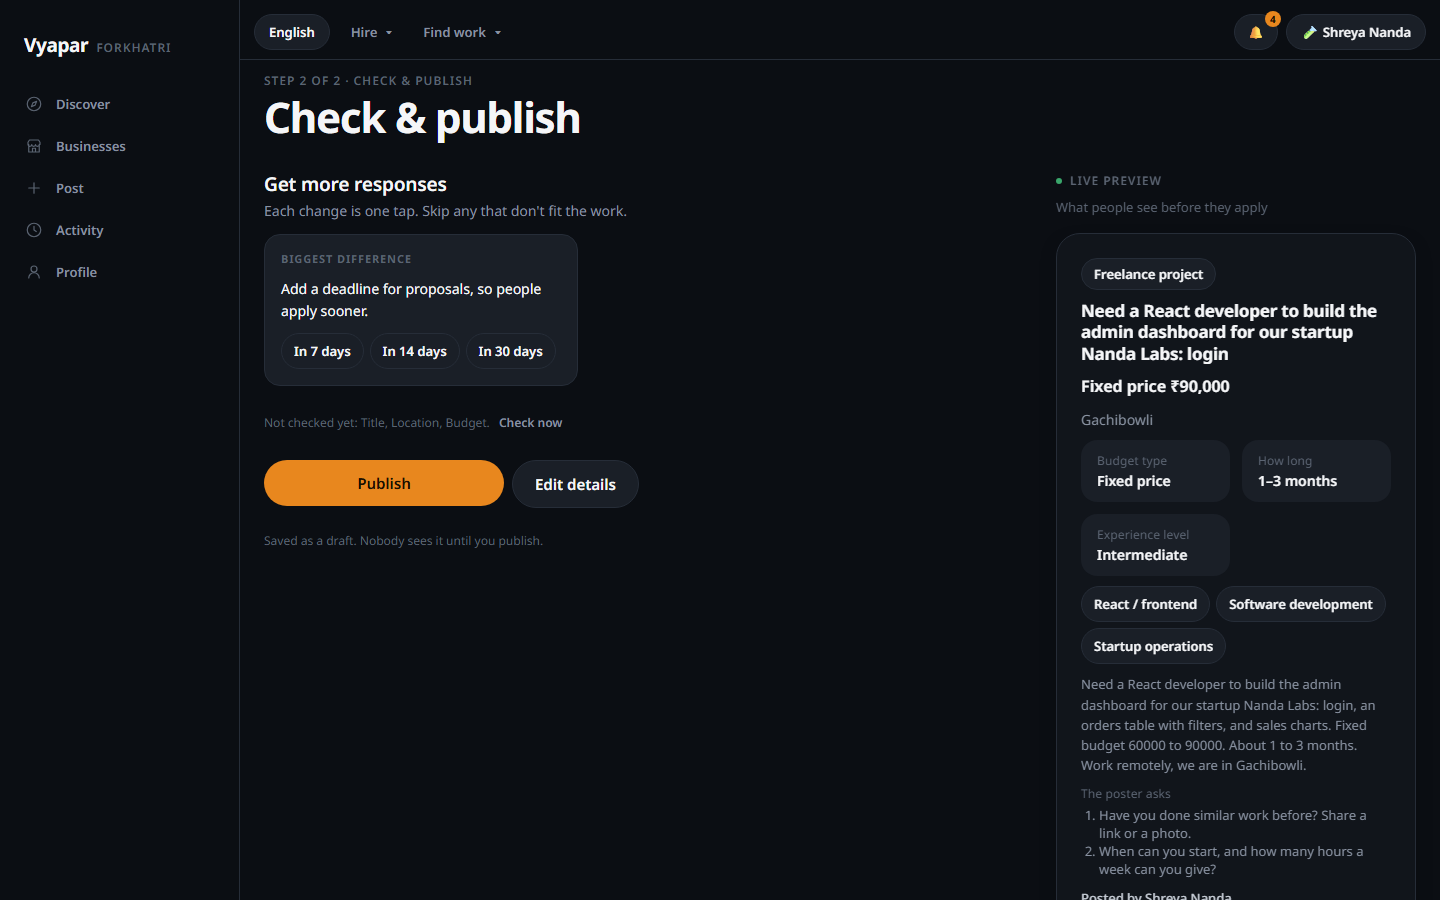 Vyapar FORKHATRI
Discover
Businesses
Post
Activity
Profile
English
Hire
Find work
4
Shreya Nanda
STEP 2 OF 2 · CHECK & PUBLISH
Check & publish
Get more responses
Each change is one tap. Skip any that don't fit the work.
BIGGEST DIFFERENCE
Add a deadline for proposals, so people
apply sooner.
In 7 days
In 14 days
In 30 days
Not checked yet: Title, Location, Budget. Check now
Publish
Edit details
Saved as a draft. Nobody sees it until you publish.
LIVE PREVIEW
What people see before they apply
Freelance project
Need a React developer to build the
admin dashboard for our startup
Nanda Labs: login
Fixed price ₹90,000
Gachibowli
Budget type
Fixed price
How long
1–3 months
Experience level
Intermediate
React / frontend
Software development
Startup operations
Need a React developer to build the admin
dashboard for our startup Nanda Labs: login, an
orders table with filters, and sales charts. Fixed
budget 60000 to 90000. About 1 to 3 months.
Work remotely, we are in Gachibowli.
The poster asks
1. Have you done similar work before? Share a
link or a photo.
2. When can you start, and how many hours a
week can you give?
Posted by Shreya Nanda